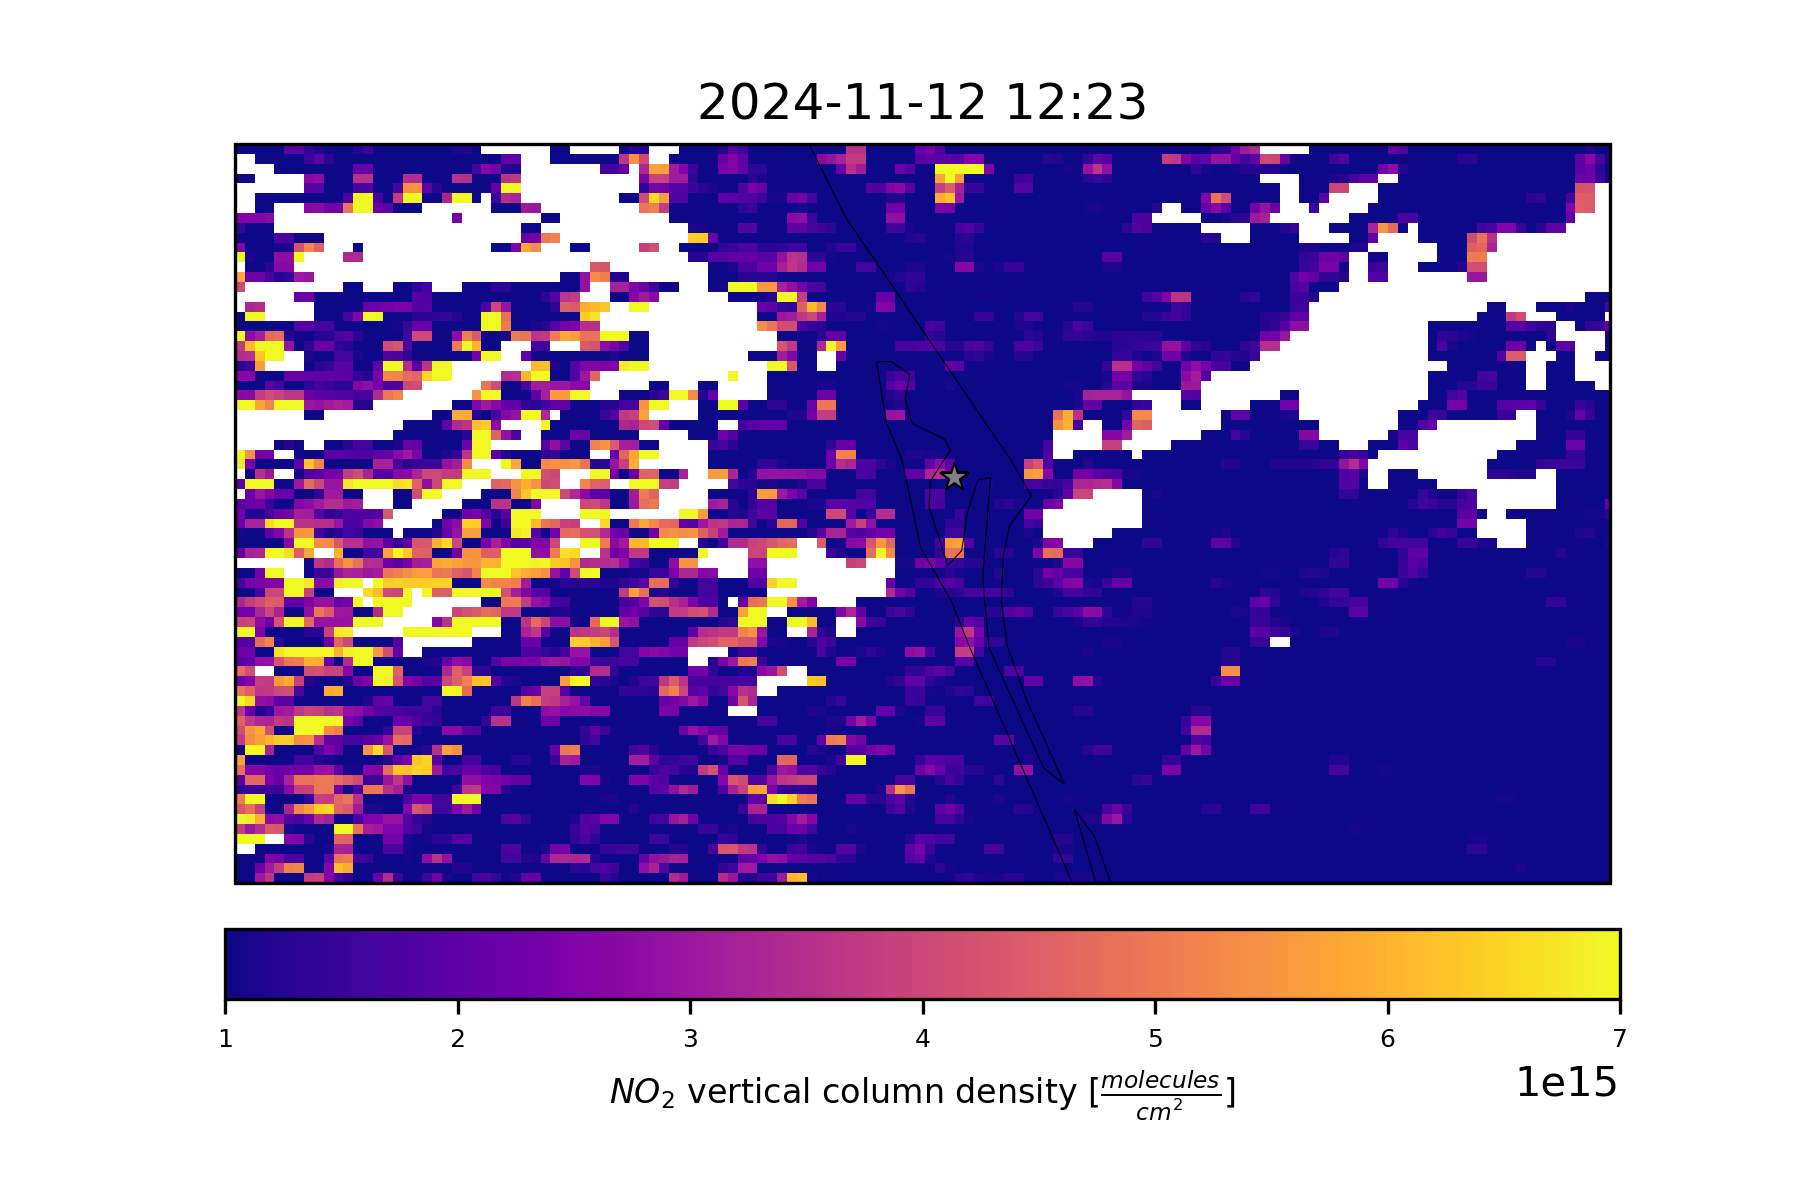 2024-11-12 12:23
1 2 3 4 5 6 7
1e15
NO₂ vertical column density [molecules/cm²]